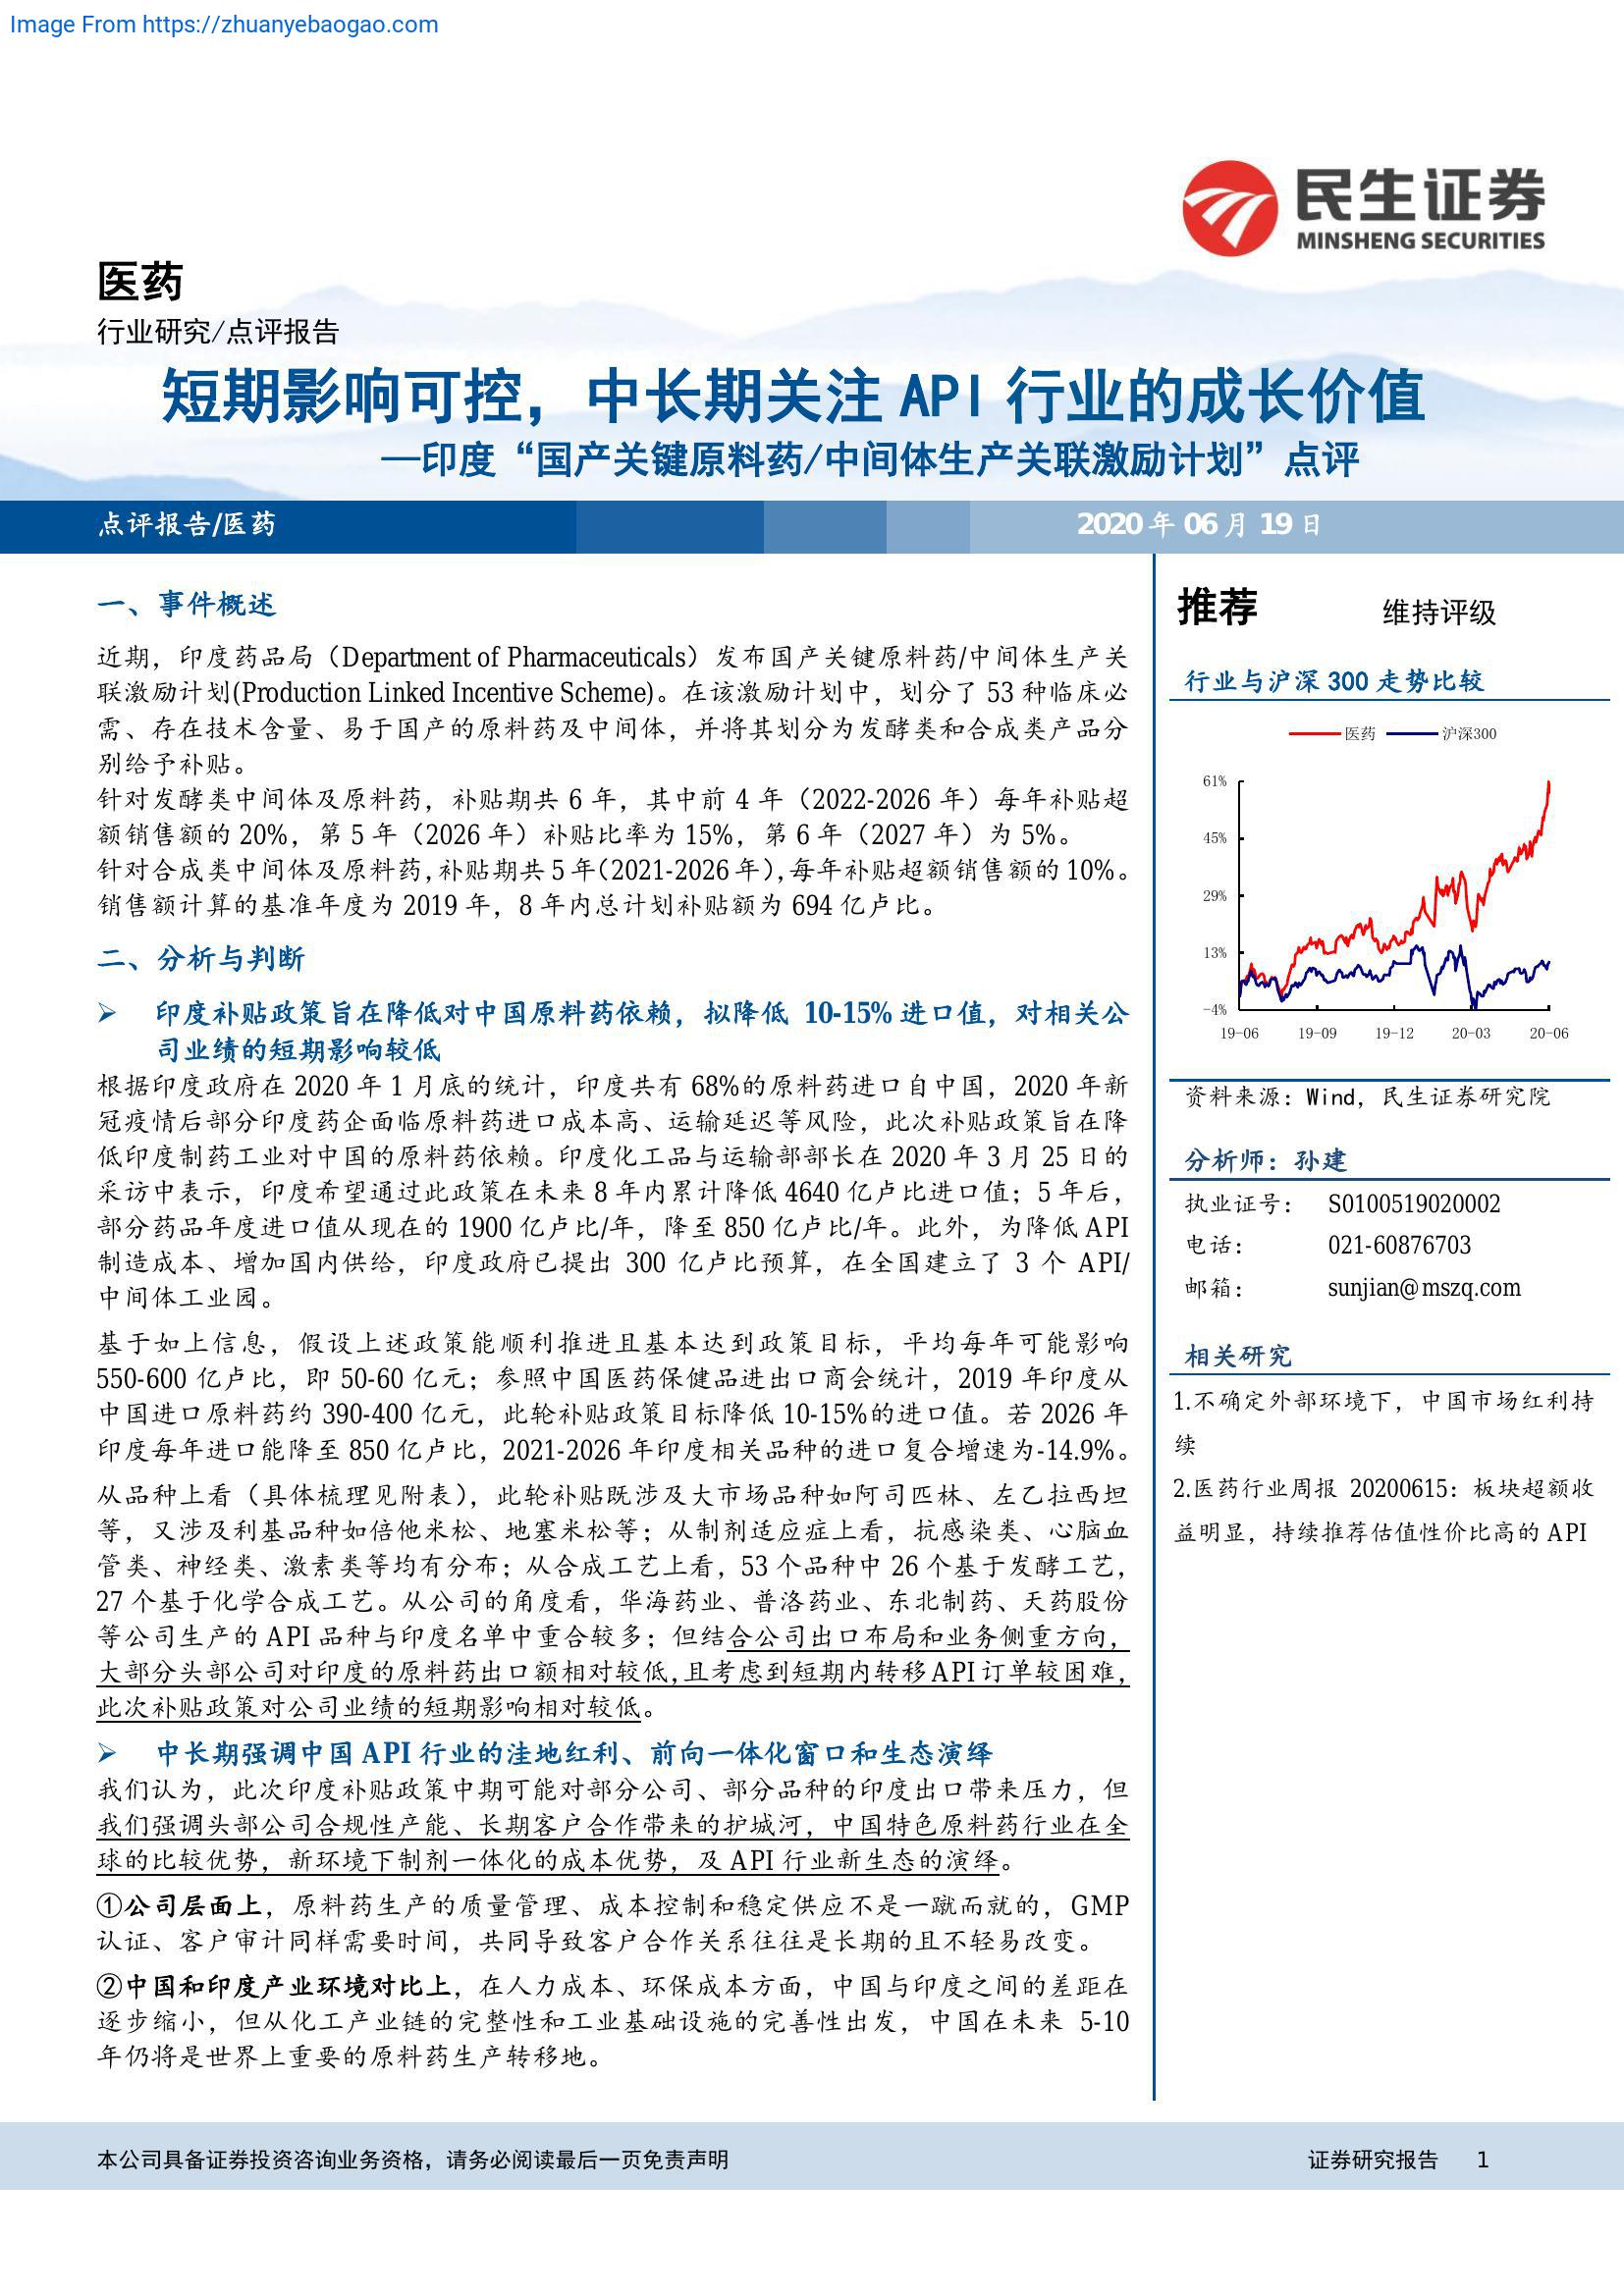 Image From https://zhuanyebaogao.com
民生证券
MINSHENG SECURITIES
医药
行业研究/点评报告
短期影响可控，中长期关注 API 行业的成长价值
—印度“国产关键原料药/中间体生产关联激励计划”点评
点评报告/医药
2020 年 06 月 19 日
一、事件概述
近期，印度药品局（Department of Pharmaceuticals）发布国产关键原料药/中间体生产关
联激励计划(Production Linked Incentive Scheme)。在该激励计划中，划分了 53 种临床必
需、存在技术含量、易于国产的原料药及中间体，并将其划分为发酵类和合成类产品分
别给予补贴。
针对发酵类中间体及原料药，补贴期共 6 年，其中前 4 年（2022-2026 年）每年补贴超
额销售额的 20%，第 5 年（2026 年）补贴比率为 15%，第 6 年（2027 年）为 5%。
针对合成类中间体及原料药，补贴期共 5 年（2021-2026 年），每年补贴超额销售额的 10%。
销售额计算的基准年度为 2019 年，8 年内总计划补贴额为 694 亿卢比。
二、分析与判断
➢ 印度补贴政策旨在降低对中国原料药依赖，拟降低 10-15%进口值，对相关公
司业绩的短期影响较低
根据印度政府在 2020 年 1 月底的统计，印度共有 68%的原料药进口自中国，2020 年新
冠疫情后部分印度药企面临原料药进口成本高、运输延迟等风险，此次补贴政策旨在降
低印度制药工业对中国的原料药依赖。印度化工品与运输部部长在 2020 年 3 月 25 日的
采访中表示，印度希望通过此政策在未来 8 年内累计降低 4640 亿卢比进口值；5 年后，
部分药品年度进口值从现在的 1900 亿卢比/年，降至 850 亿卢比/年。此外，为降低 API
制造成本、增加国内供给，印度政府已提出 300 亿卢比预算，在全国建立了 3 个 API/
中间体工业园。
基于如上信息，假设上述政策能顺利推进且基本达到政策目标，平均每年可能影响
550-600 亿卢比，即 50-60 亿元；参照中国医药保健品进出口商会统计，2019 年印度从
中国进口原料药约 390-400 亿元，此轮补贴政策目标降低 10-15%的进口值。若 2026 年
印度每年进口能降至 850 亿卢比，2021-2026 年印度相关品种的进口复合增速为-14.9%。
从品种上看（具体梳理见附表），此轮补贴既涉及大市场品种如阿司匹林、左乙拉西坦
等，又涉及利基品种如倍他米松、地塞米松等；从制剂适应症上看，抗感染类、心脑血
管类、神经类、激素类等均有分布；从合成工艺上看，53 个品种中 26 个基于发酵工艺，
27 个基于化学合成工艺。从公司的角度看，华海药业、普洛药业、东北制药、天药股份
等公司生产的 API 品种与印度名单中重合较多；但结合公司出口布局和业务侧重方向，
大部分头部公司对印度的原料药出口额相对较低，且考虑到短期内转移 API 订单较困难，
此次补贴政策对公司业绩的短期影响相对较低。
➢ 中长期强调中国 API 行业的洼地红利、前向一体化窗口和生态演绎
我们认为，此次印度补贴政策中期可能对部分公司、部分品种的印度出口带来压力，但
我们强调头部公司合规性产能、长期客户合作带来的护城河，中国特色原料药行业在全
球的比较优势，新环境下制剂一体化的成本优势，及 API 行业新生态的演绎。
①公司层面上，原料药生产的质量管理、成本控制和稳定供应不是一蹴而就的，GMP
认证、客户审计同样需要时间，共同导致客户合作关系往往是长期的且不轻易改变。
②中国和印度产业环境对比上，在人力成本、环保成本方面，中国与印度之间的差距在
逐步缩小，但从化工产业链的完整性和工业基础设施的完善性出发，中国在未来 5-10
年仍将是世界上重要的原料药生产转移地。
推荐 维持评级
行业与沪深 300 走势比较
医药 沪深300
61%
45%
29%
13%
-4%
19-06 19-09 19-12 20-03 20-06
资料来源：Wind，民生证券研究院
分析师：孙建
执业证号： S0100519020002
电话： 021-60876703
邮箱： sunjian@mszq.com
相关研究
1.不确定外部环境下，中国市场红利持
续
2.医药行业周报 20200615：板块超额收
益明显，持续推荐估值性价比高的 API
本公司具备证券投资咨询业务资格，请务必阅读最后一页免责声明
证券研究报告 1